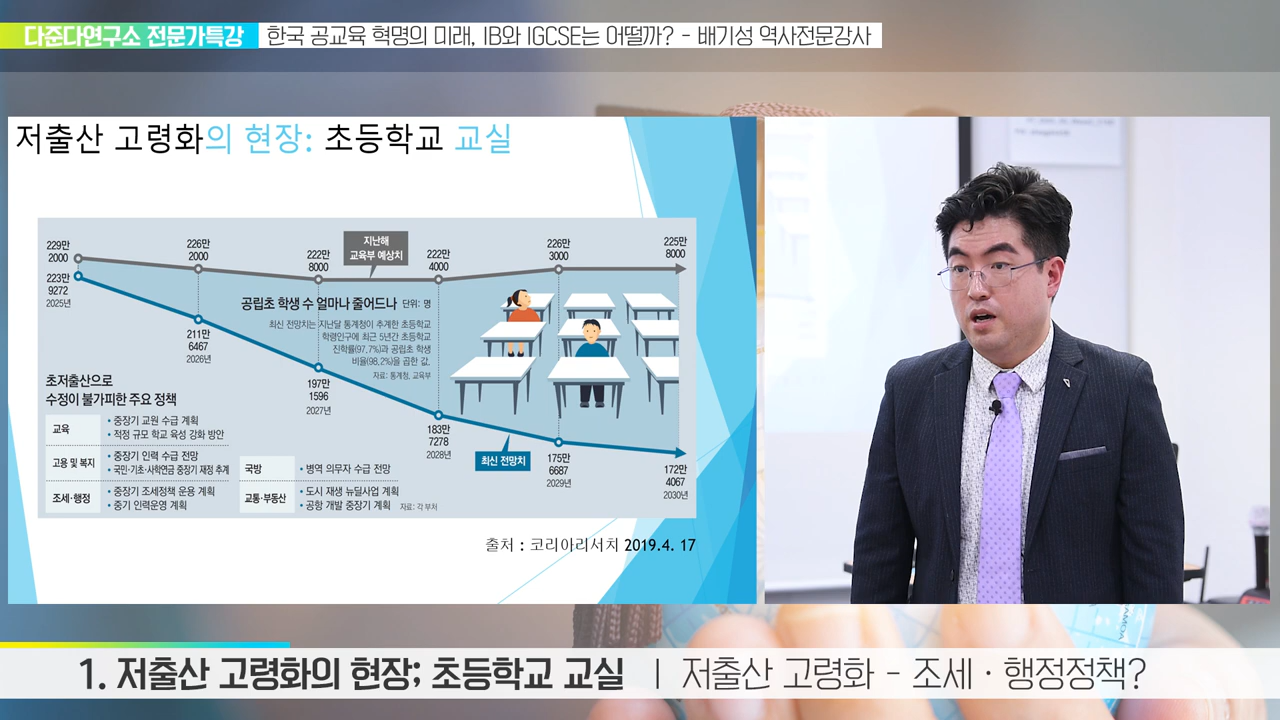 다준다연구소 전문가특강
한국 공교육 혁명의 미래, IB와 IGCSE는 어떨까? - 배기성 역사전문강사
저출산 고령화의 현장: 초등학교 교실
229만
2000
226만
2000
222만
8000
지난해
교육부 예상치
222만
4000
226만
3000
225만
8000
223만
9272
2025년
211만
6467
2026년
197만
1596
2027년
183만
7278
2028년
175만
6687
2029년
172만
4067
2030년
공립초 학생 수 얼마나 줄어드나 단위: 명
최신 전망치는 지난달 통계청이 추계한 초등학교
학령인구에 최근 5년간 초등학교
진학률(97.7%)과 공립초 학생
비율(98.2%)을 곱한 값.
자료: 통계청, 교육부
최신 전망치
초저출산으로
수정이 불가피한 주요 정책
교육
• 중장기 교원 수급 계획
• 적정 규모 학교 육성 강화 방안
고용 및 복지
• 중장기 인력 수급 전망
• 국민·기초·사학연금 중장기 재정 추계
조세·행정
• 중장기 조세정책 운용 계획
• 중기 인력운영 계획
국방
• 병역 의무자 수급 전망
교통·부동산
• 도시 재생 뉴딜사업 계획
• 공항 개발 중장기 계획
자료: 각 부처
출처 : 코리아리서치 2019.4. 17
SAMOA
1. 저출산 고령화의 현장; 초등학교 교실 | 저출산 고령화 - 조세 · 행정정책?